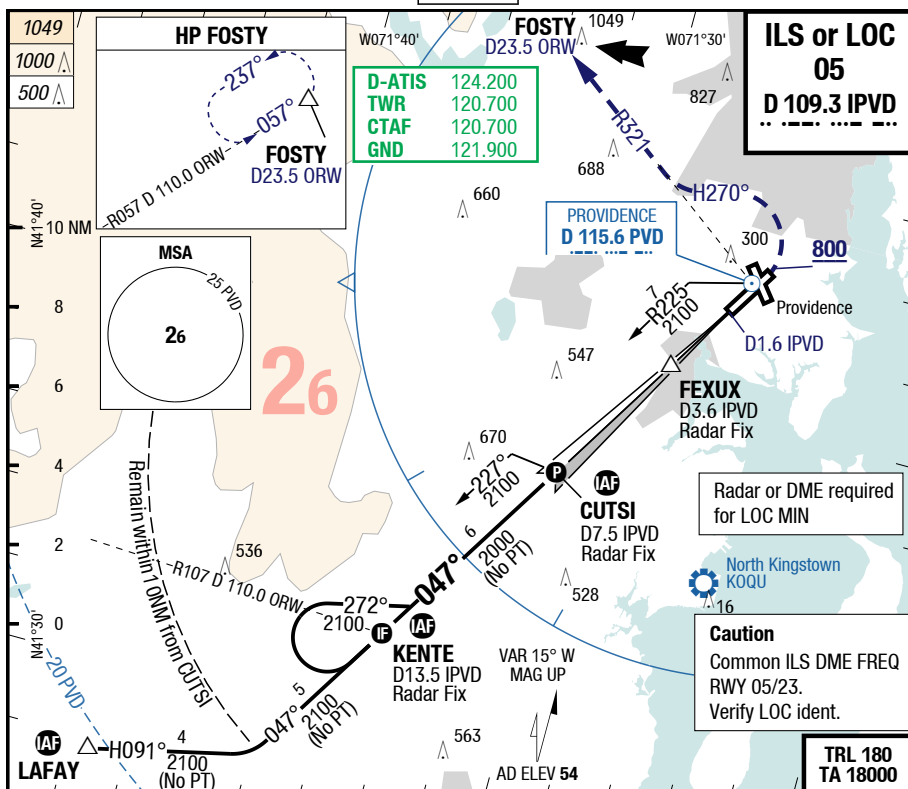 1049
1000
500
HP FOSTY
237°
057°
FOSTY
D23.5 ORW
R057 D 110.0 ORW
W071°40'
FOSTY
D23.5 ORW
1049
W071°30'
827
ILS or LOC
05
D 109.3 IPVD
D-ATIS 124.200
TWR 120.700
CTAF 120.700
GND 121.900
R321
688
H270°
660
N41°40'
10 NM
8
6
4
2
0
N41°30'
PROVIDENCE
D 115.6 PVD
300
800
MSA
25 PVD
26
26
7
R225
2100
Providence
D1.6 IPVD
547
FEXUX
D3.6 IPVD
Radar Fix
670
227°
2100
P
IAF
CUTSI
D7.5 IPVD
Radar Fix
Radar or DME required
for LOC MIN
Remain within 10NM from CUTSI
536
R107 D 110.0 ORW
6
047°
2000
(No PT)
272°
2100
IF
IAF
KENTE
D13.5 IPVD
Radar Fix
528
North Kingstown
KOQU
16
Caution
Common ILS DME FREQ
RWY 05/23.
Verify LOC ident.
20 PVD
5
047°
2100
(No PT)
VAR 15° W
MAG UP
IAF
LAFAY
H091°
4
2100
(No PT)
563
AD ELEV 54
TRL 180
TA 18000